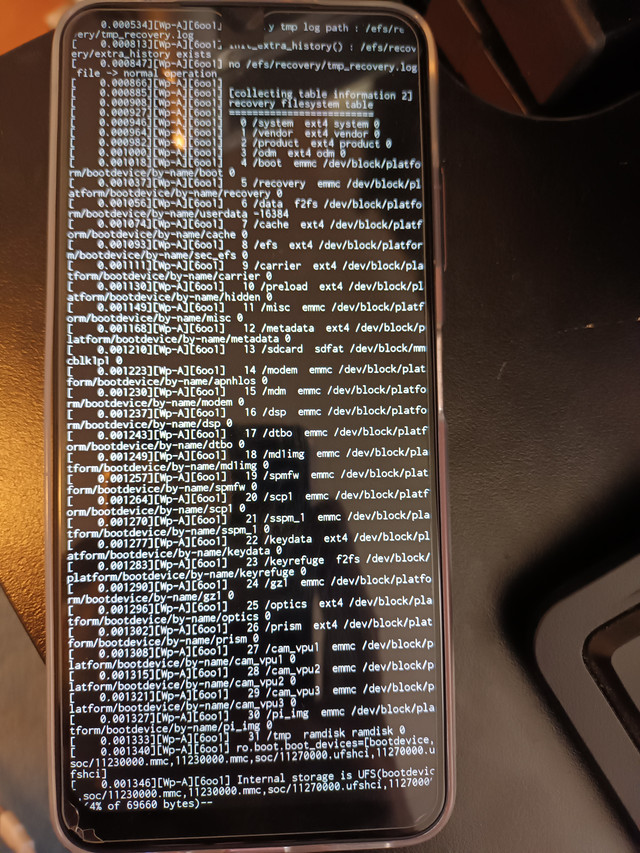 [    0.000534][Wp-A][6oo1]    y tmp log path : /efs/re
very/tmp_recovery.log
[    0.000813][Wp-A][6oo1] init_extra_history() : /efs/recov
ery/extra_history exists
[    0.000847][Wp-A][6oo1] no /efs/recovery/tmp_recovery.log
 file -> normal operation
[    0.000866][Wp-A][6oo1]
[    0.000885][Wp-A][6oo1] [collecting table information 2]
[    0.000908][Wp-A][6oo1] recovery filesystem table
[    0.000927][Wp-A][6oo1] =========================
[    0.000946][Wp-A][6oo1]   0 /system  ext4 system 0
[    0.000964][Wp-A][6oo1]   1 /vendor  ext4 vendor 0
[    0.000982][Wp-A][6oo1]   2 /product  ext4 product 0
[    0.001000][Wp-A][6oo1]   3 /odm  ext4 odm 0
[    0.001018][Wp-A][6oo1]   4 /boot  emmc /dev/block/platfo
rm/bootdevice/by-name/boot 0
[    0.001037][Wp-A][6oo1]   5 /recovery  emmc /dev/block/pl
atform/bootdevice/by-name/recovery 0
[    0.001056][Wp-A][6oo1]   6 /data  f2fs /dev/block/platfo
rm/bootdevice/by-name/userdata -16384
[    0.001074][Wp-A][6oo1]   7 /cache  ext4 /dev/block/platf
orm/bootdevice/by-name/cache 0
[    0.001093][Wp-A][6oo1]   8 /efs  ext4 /dev/block/platfor
m/bootdevice/by-name/sec_efs 0
[    0.001111][Wp-A][6oo1]   9 /carrier  ext4 /dev/block/pla
tform/bootdevice/by-name/carrier 0
[    0.001130][Wp-A][6oo1]   10 /preload  ext4 /dev/block/pl
atform/bootdevice/by-name/hidden 0
[    0.001149][Wp-A][6oo1]   11 /misc  emmc /dev/block/platf
orm/bootdevice/by-name/misc 0
[    0.001168][Wp-A][6oo1]   12 /metadata  ext4 /dev/block/p
latform/bootdevice/by-name/metadata 0
[    0.001210][Wp-A][6oo1]   13 /sdcard  sdfat /dev/block/mm
cblk1p1 0
[    0.001223][Wp-A][6oo1]   14 /modem  emmc /dev/block/plat
form/bootdevice/by-name/apnhlos 0
[    0.001230][Wp-A][6oo1]   15 /mdm  emmc /dev/block/platfo
rm/bootdevice/by-name/modem 0
[    0.001237][Wp-A][6oo1]   16 /dsp  emmc /dev/block/platfo
rm/bootdevice/by-name/dsp 0
[    0.001243][Wp-A][6oo1]   17 /dtbo  emmc /dev/block/platf
orm/bootdevice/by-name/dtbo 0
[    0.001249][Wp-A][6oo1]   18 /md1img  emmc /dev/block/pla
tform/bootdevice/by-name/md1img 0
[    0.001257][Wp-A][6oo1]   19 /spmfw  emmc /dev/block/plat
form/bootdevice/by-name/spmfw 0
[    0.001264][Wp-A][6oo1]   20 /scp1  emmc /dev/block/platf
orm/bootdevice/by-name/scp1 0
[    0.001270][Wp-A][6oo1]   21 /sspm_1  emmc /dev/block/pla
tform/bootdevice/by-name/sspm_1 0
[    0.001277][Wp-A][6oo1]   22 /keydata  ext4 /dev/block/pl
atform/bootdevice/by-name/keydata 0
[    0.001283][Wp-A][6oo1]   23 /keyrefuge  f2fs /dev/block/
platform/bootdevice/by-name/keyrefuge 0
[    0.001290][Wp-A][6oo1]   24 /gz1  emmc /dev/block/platfo
rm/bootdevice/by-name/gz1 0
[    0.001296][Wp-A][6oo1]   25 /optics  ext4 /dev/block/pla
tform/bootdevice/by-name/optics 0
[    0.001302][Wp-A][6oo1]   26 /prism  ext4 /dev/block/plat
form/bootdevice/by-name/prism 0
[    0.001308][Wp-A][6oo1]   27 /cam_vpu1  emmc /dev/block/p
latform/bootdevice/by-name/cam_vpu1 0
[    0.001315][Wp-A][6oo1]   28 /cam_vpu2  emmc /dev/block/p
latform/bootdevice/by-name/cam_vpu2 0
[    0.001321][Wp-A][6oo1]   29 /cam_vpu3  emmc /dev/block/p
latform/bootdevice/by-name/cam_vpu3 0
[    0.001327][Wp-A][6oo1]   30 /pi_img  emmc /dev/block/pla
tform/bootdevice/by-name/pi_img 0
[    0.001333][Wp-A][6oo1]   31 /tmp  ramdisk ramdisk 0
[    0.001340][Wp-A][6oo1] ro.boot.boot_devices=[bootdevice,
soc/11230000.mmc,11230000.mmc,soc/11270000.ufshci,11270000.u
fshci]
[    0.001346][Wp-A][6oo1] Internal storage is UFS(bootdevic
,soc/11230000.mmc,11230000.mmc,soc/11270000.ufshci,11270000
(4% of 69660 bytes)--